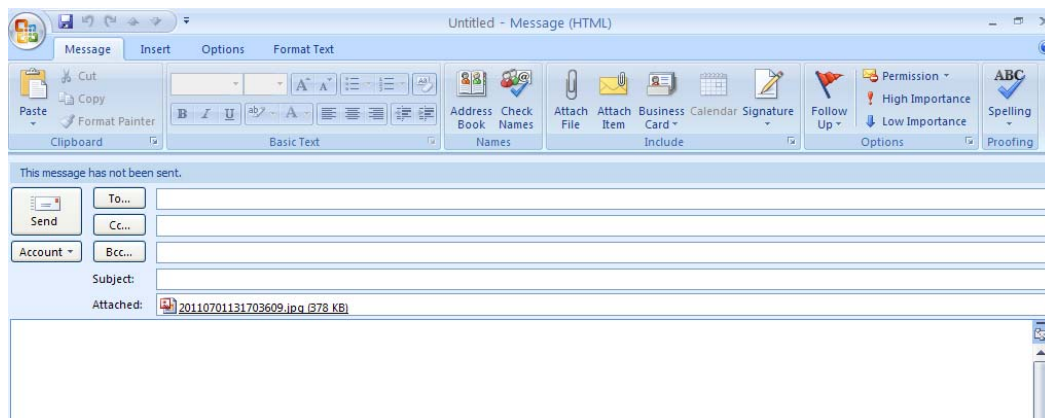 Untitled - Message (HTML)
Message Insert Options Format Text
Cut
Copy
Format Painter
Paste
Clipboard
B I U ab A
A A Ab
Basic Text
Address Book
Check Names
Names
Attach File
Attach Item
Business Card
Calendar
Signature
Include
Follow Up
Permission
High Importance
Low Importance
Options
ABC
Spelling
Proofing
This message has not been sent.
Send
Account
To...
Cc...
Bcc...
Subject:
Attached: 20110701131703609.jpg (378 KB)